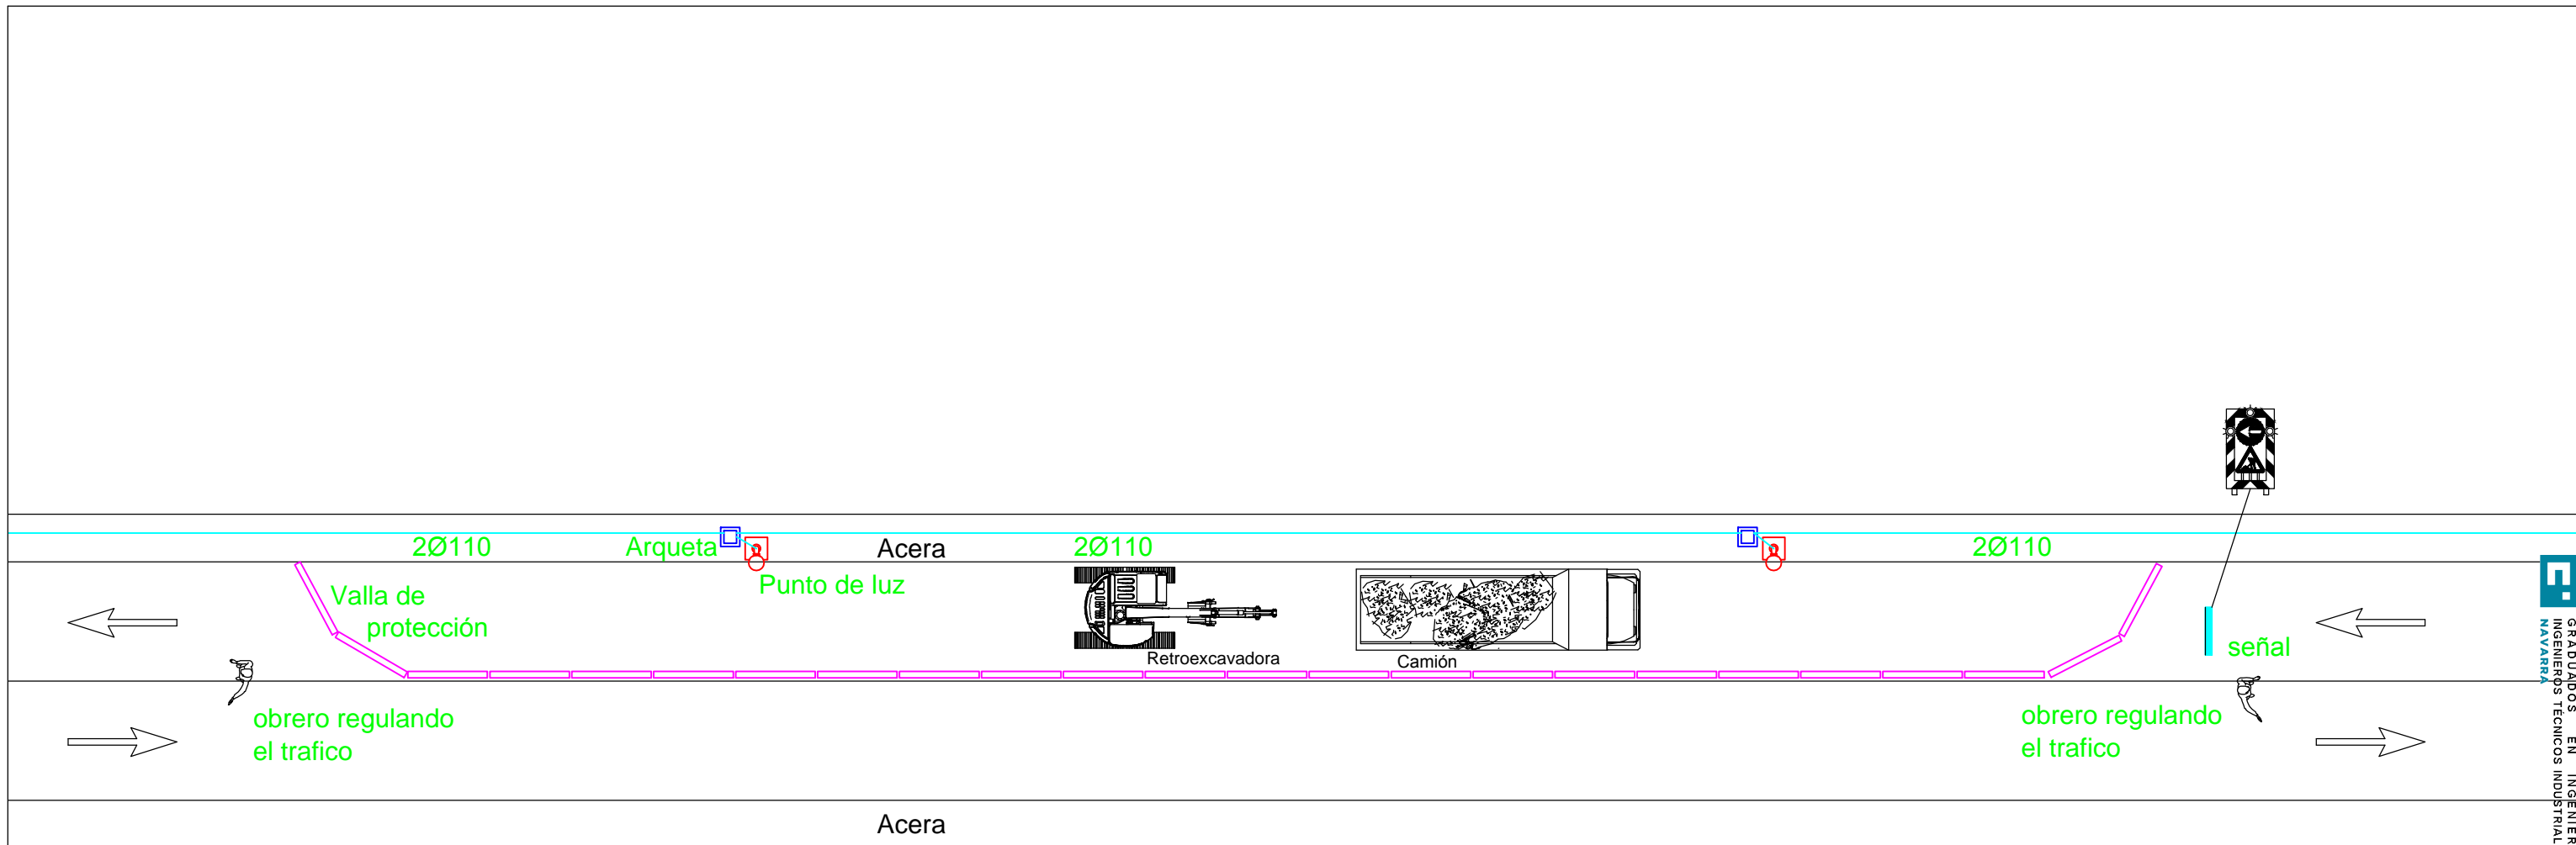 2Ø110
Arqueta
Acera
2Ø110
2Ø110
Punto de luz
Valla de
protección
Retroexcavadora
Camión
señal
obrero regulando
el trafico
obrero regulando
el trafico
Acera
GRADUADOS EN INGENIER
INGENIEROS TÉCNICOS INDUSTRIAL
NAVARRA